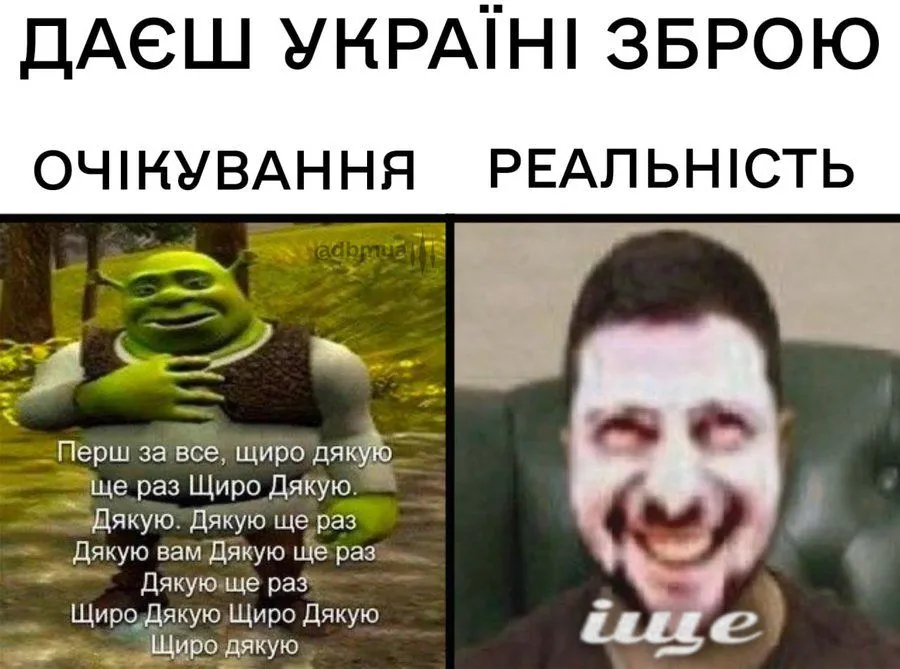 ДАЄШ УКРАЇНІ ЗБРОЮ
ОЧІКУВАННЯ
РЕАЛЬНІСТЬ
@dbmua
Перш за все, щиро дякую
ще раз Щиро Дякую.
Дякую. Дякую ще раз
Дякую вам Дякую ще раз
Дякую ще раз
Щиро Дякую Щиро Дякую
Щиро дякую
іще